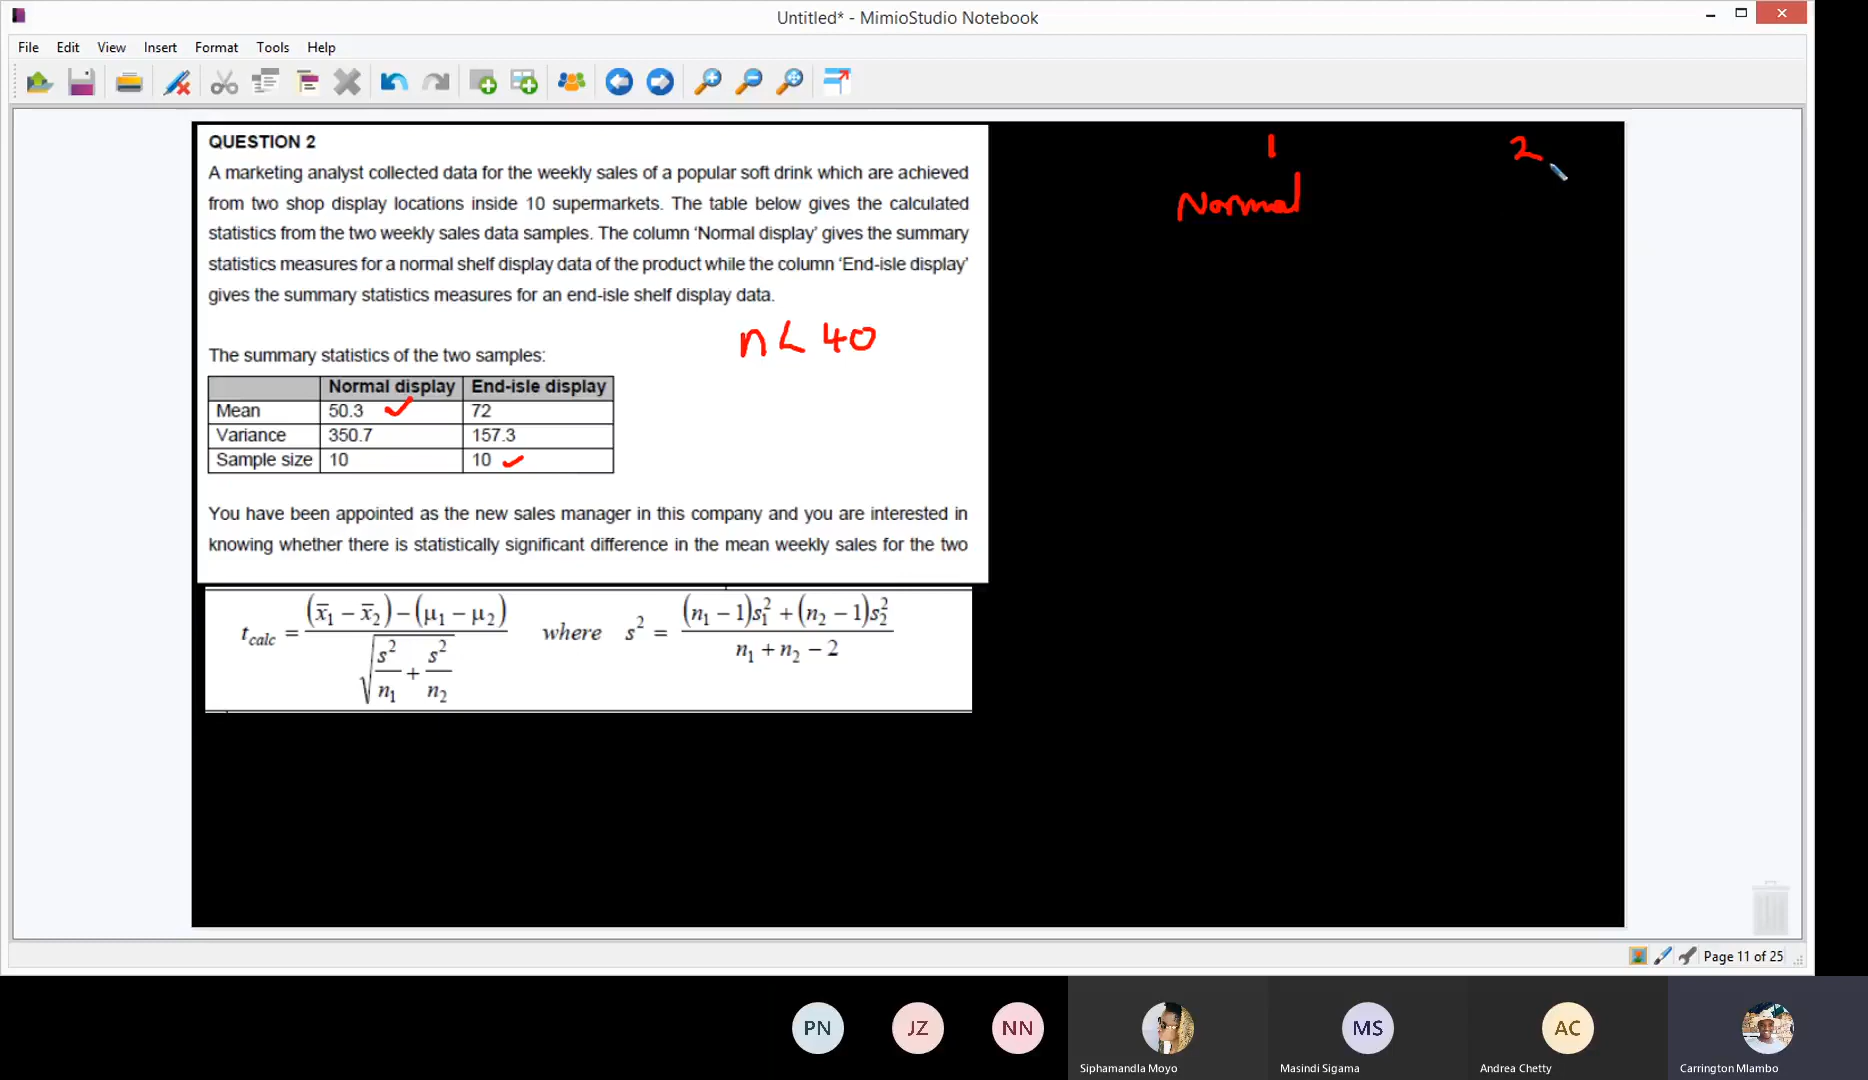 Untitled* - MimioStudio Notebook
File Edit View Insert Format Tools Help
QUESTION 2
A marketing analyst collected data for the weekly sales of a popular soft drink which are achieved
from two shop display locations inside 10 supermarkets. The table below gives the calculated
statistics from the two weekly sales data samples. The column ‘Normal display’ gives the summary
statistics measures for a normal shelf display data of the product while the column ‘End-isle display’
gives the summary statistics measures for an end-isle shelf display data.
n < 40
The summary statistics of the two samples:
Normal display End-isle display
Mean 50.3 72
Variance 350.7 157.3
Sample size 10 10
You have been appointed as the new sales manager in this company and you are interested in
knowing whether there is statistically significant difference in the mean weekly sales for the two
t_calc = ((x̄₁ − x̄₂) − (μ₁ − μ₂)) / √(s²/n₁ + s²/n₂) where s² = ((n₁ − 1)s₁² + (n₂ − 1)s₂²) / (n₁ + n₂ − 2)
1 2
Normal
Page 11 of 25
PN JZ NN MS AC
Siphamandla Moyo Masindi Sigama Andrea Chetty Carrington Mlambo